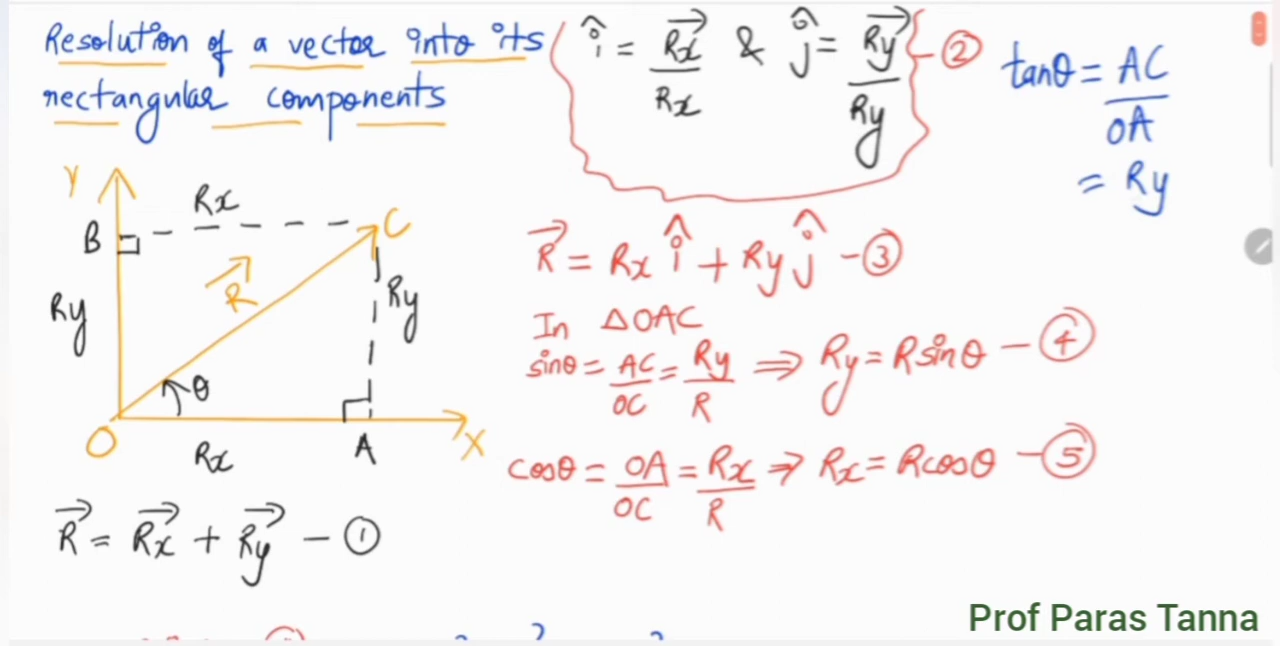 Resolution of a vector into its
rectangular components
î = R⃗x / Rx & ĵ = R⃗y / Ry - ②
tanθ = AC / OA
= Ry
Y
B
Rx
C
Ry
R⃗
Ry
θ
O
Rx
A
X
R⃗ = R⃗x + R⃗y - ①
R⃗ = Rx î + Ry ĵ - ③
In △OAC
sinθ = AC / OC = Ry / R ⇒ Ry = R sinθ - ④
cosθ = OA / OC = Rx / R ⇒ Rx = R cosθ - ⑤
Prof Paras Tanna